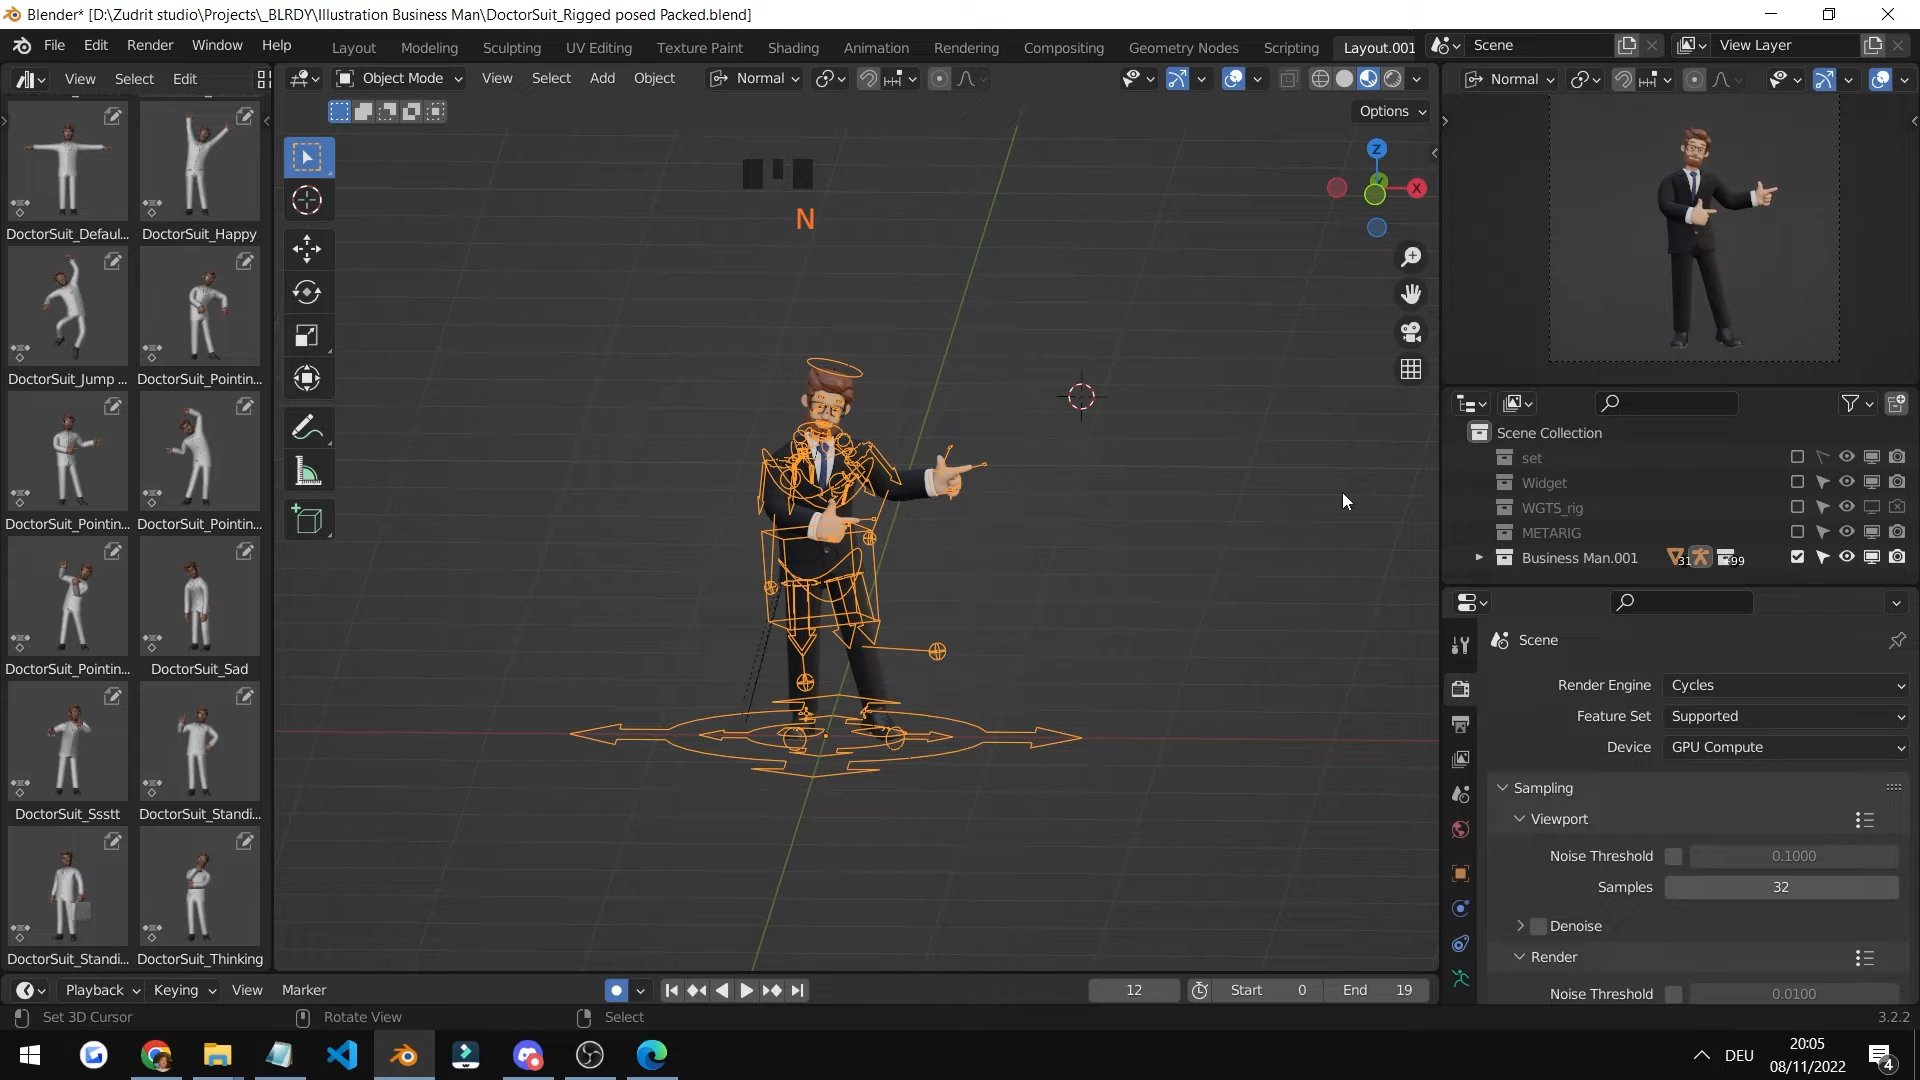 Blender* [D:\Zudrit studio\Projects\_BLRDY\Illustration Business Man\DoctorSuit_Rigged posed Packed.blend]
File Edit Render Window Help
Layout Modeling Sculpting UV Editing Texture Paint Shading Animation Rendering Compositing Geometry Nodes Scripting Layout.001
Scene
View Layer
View Select Edit
Object Mode View Select Add Object Normal
Normal
Options
Z
X
N
DoctorSuit_Defaul... DoctorSuit_Happy
DoctorSuit_Jump ... DoctorSuit_Pointin...
DoctorSuit_Pointin... DoctorSuit_Pointin...
DoctorSuit_Pointin... DoctorSuit_Sad
DoctorSuit_Ssstt DoctorSuit_Standi...
DoctorSuit_Standi... DoctorSuit_Thinking
Scene Collection
set
Widget
WGTS_rig
METARIG
Business Man.001 31 99
Scene
Render Engine Cycles
Feature Set Supported
Device GPU Compute
Sampling
Viewport
Noise Threshold 0.1000
Samples 32
Denoise
Render
Noise Threshold 0.0100
Playback Keying View Marker
12 Start 0 End 19
Set 3D Cursor Rotate View Select
3.2.2
DEU
20:05
08/11/2022
4